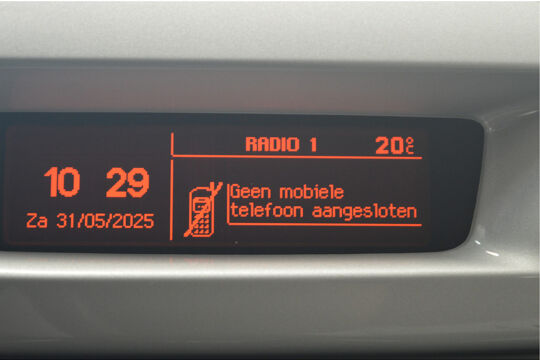 RADIO 1 20°C
10 29
Za 31/05/2025
Geen mobiele
telefoon aangesloten